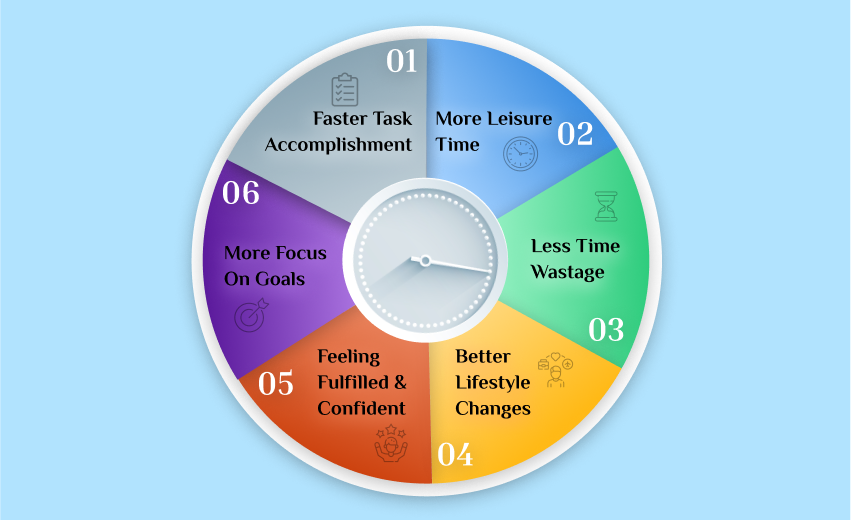 01
Faster Task
Accomplishment
More Leisure
Time
02
Less Time
Wastage
03
Better
Lifestyle
Changes
04
Feeling
Fulfilled &
Confident
05
06
More Focus
On Goals